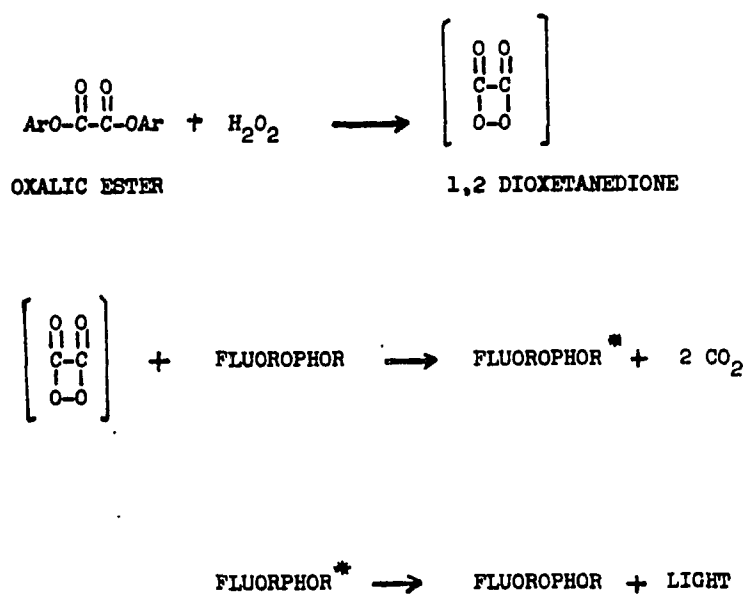 O O
ArO-C-C-OAr + H2O2 ⟶ [ O O
C-C
O-O ]
OXALIC ESTER 1,2 DIOXETANEDIONE
[ O O
C-C
O-O ] + FLUOROPHOR ⟶ FLUOROPHOR* + 2 CO2
FLUORPHOR* ⟶ FLUOROPHOR + LIGHT